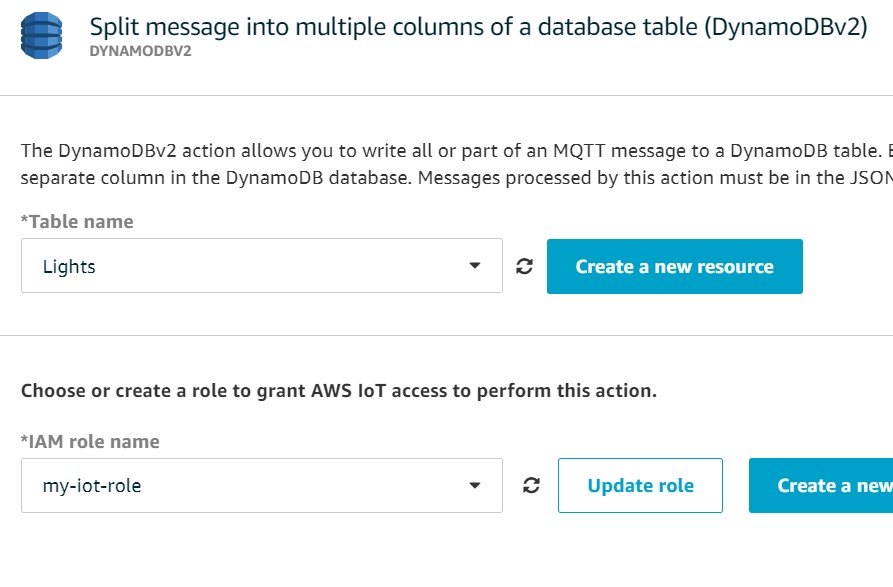 Split message into multiple columns of a database table (DynamoDBv2)
DYNAMODBV2
The DynamoDBv2 action allows you to write all or part of an MQTT message to a DynamoDB table.
separate column in the DynamoDB database. Messages processed by this action must be in the JSON
*Table name
Lights
Create a new resource
Choose or create a role to grant AWS IoT access to perform this action.
*IAM role name
my-iot-role
Update role
Create a new